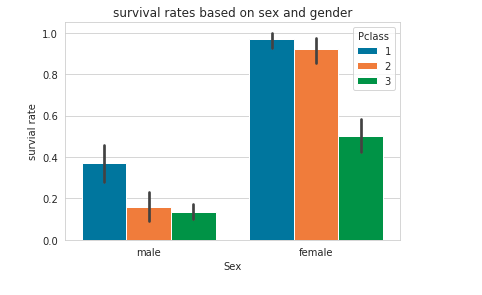 survival rates based on sex and gender
Pclass
1
2
3
1.0
0.8
0.6
0.4
0.2
0.0
survial rate
male female
Sex